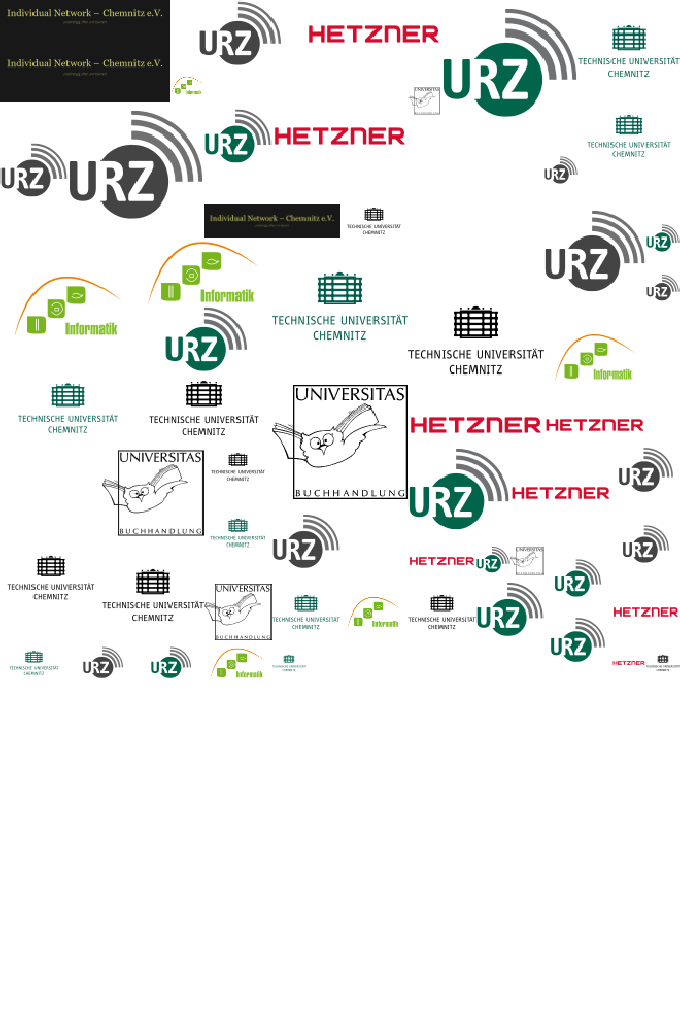 Individual Network – Chemnitz e.V.
URZ
HETZNER
URZ
TECHNISCHE UNIVERSITÄT
CHEMNITZ
Individual Network – Chemnitz e.V.
Informatik
UNIVERSITAS
URZ
URZ
URZ
HETZNER
TECHNISCHE UNIVERSITÄT
CHEMNITZ
URZ
Individual Network – Chemnitz e.V.
TECHNISCHE UNIVERSITÄT
CHEMNITZ
URZ
URZ
URZ
Informatik
Informatik
URZ
TECHNISCHE UNIVERSITÄT
CHEMNITZ
TECHNISCHE UNIVERSITÄT
CHEMNITZ
Informatik
TECHNISCHE UNIVERSITÄT
CHEMNITZ
TECHNISCHE UNIVERSITÄT
CHEMNITZ
UNIVERSITAS
BUCHHANDLUNG
HETZNER
HETZNER
UNIVERSITAS
BUCHHANDLUNG
TECHNISCHE UNIVERSITÄT
CHEMNITZ
URZ
HETZNER
URZ
TECHNISCHE UNIVERSITÄT
CHEMNITZ
URZ
URZ
HETZNER
URZ
UNIVERSITAS
TECHNISCHE UNIVERSITÄT
CHEMNITZ
TECHNISCHE UNIVERSITÄT
CHEMNITZ
URZ
UNIVERSITAS
BUCHHANDLUNG
TECHNISCHE UNIVERSITÄT
CHEMNITZ
Informatik
TECHNISCHE UNIVERSITÄT
CHEMNITZ
URZ
HETZNER
URZ
TECHNISCHE UNIVERSITÄT
CHEMNITZ
URZ
URZ
Informatik
HETZNER